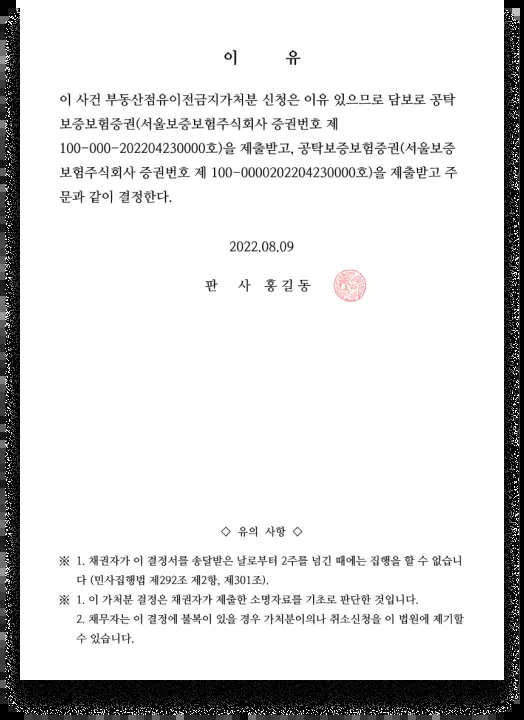 이 유
이 사건 부동산점유이전금지가처분 신청은 이유 있으므로 담보로 공탁
보증보험증권(서울보증보험주식회사 증권번호 제
100-000-202204230000호)을 제출받고, 공탁보증보험증권(서울보증
보험주식회사 증권번호 제 100-0000202204230000호)을 제출받고 주
문과 같이 결정한다.
2022.08.09
판 사 홍길동
◇ 유의 사항 ◇
※ 1. 채권자가 이 결정서를 송달받은 날로부터 2주를 넘긴 때에는 집행을 할 수 없습니
다 (민사집행법 제292조 제2항, 제301조).
※ 1. 이 가처분 결정은 채권자가 제출한 소명자료를 기초로 판단한 것입니다.
2. 채무자는 이 결정에 불복이 있을 경우 가처분이의나 취소신청을 이 법원에 제기할
수 있습니다.